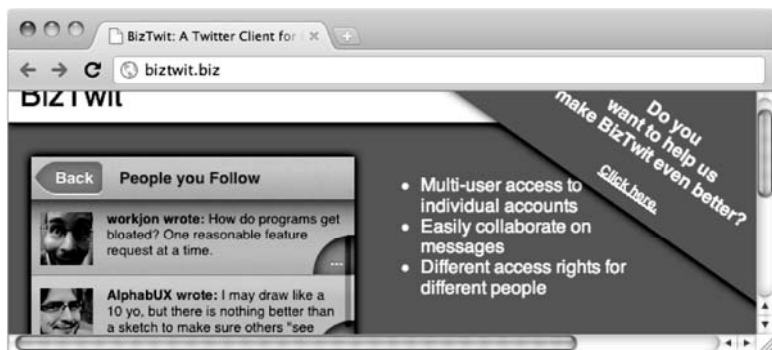 BizTwit: A Twitter Client for
biztwit.biz
BizTwit
Do you
want to help us
make BizTwit even better?
Click here.
Back
People you Follow
workjon wrote: How do programs get
bloated? One reasonable feature
request at a time.
...
AlphabUX wrote: I may draw like a
10 yo, but there is nothing better than
a sketch to make sure others "see
• Multi-user access to
individual accounts
• Easily collaborate on
messages
• Different access rights for
different people